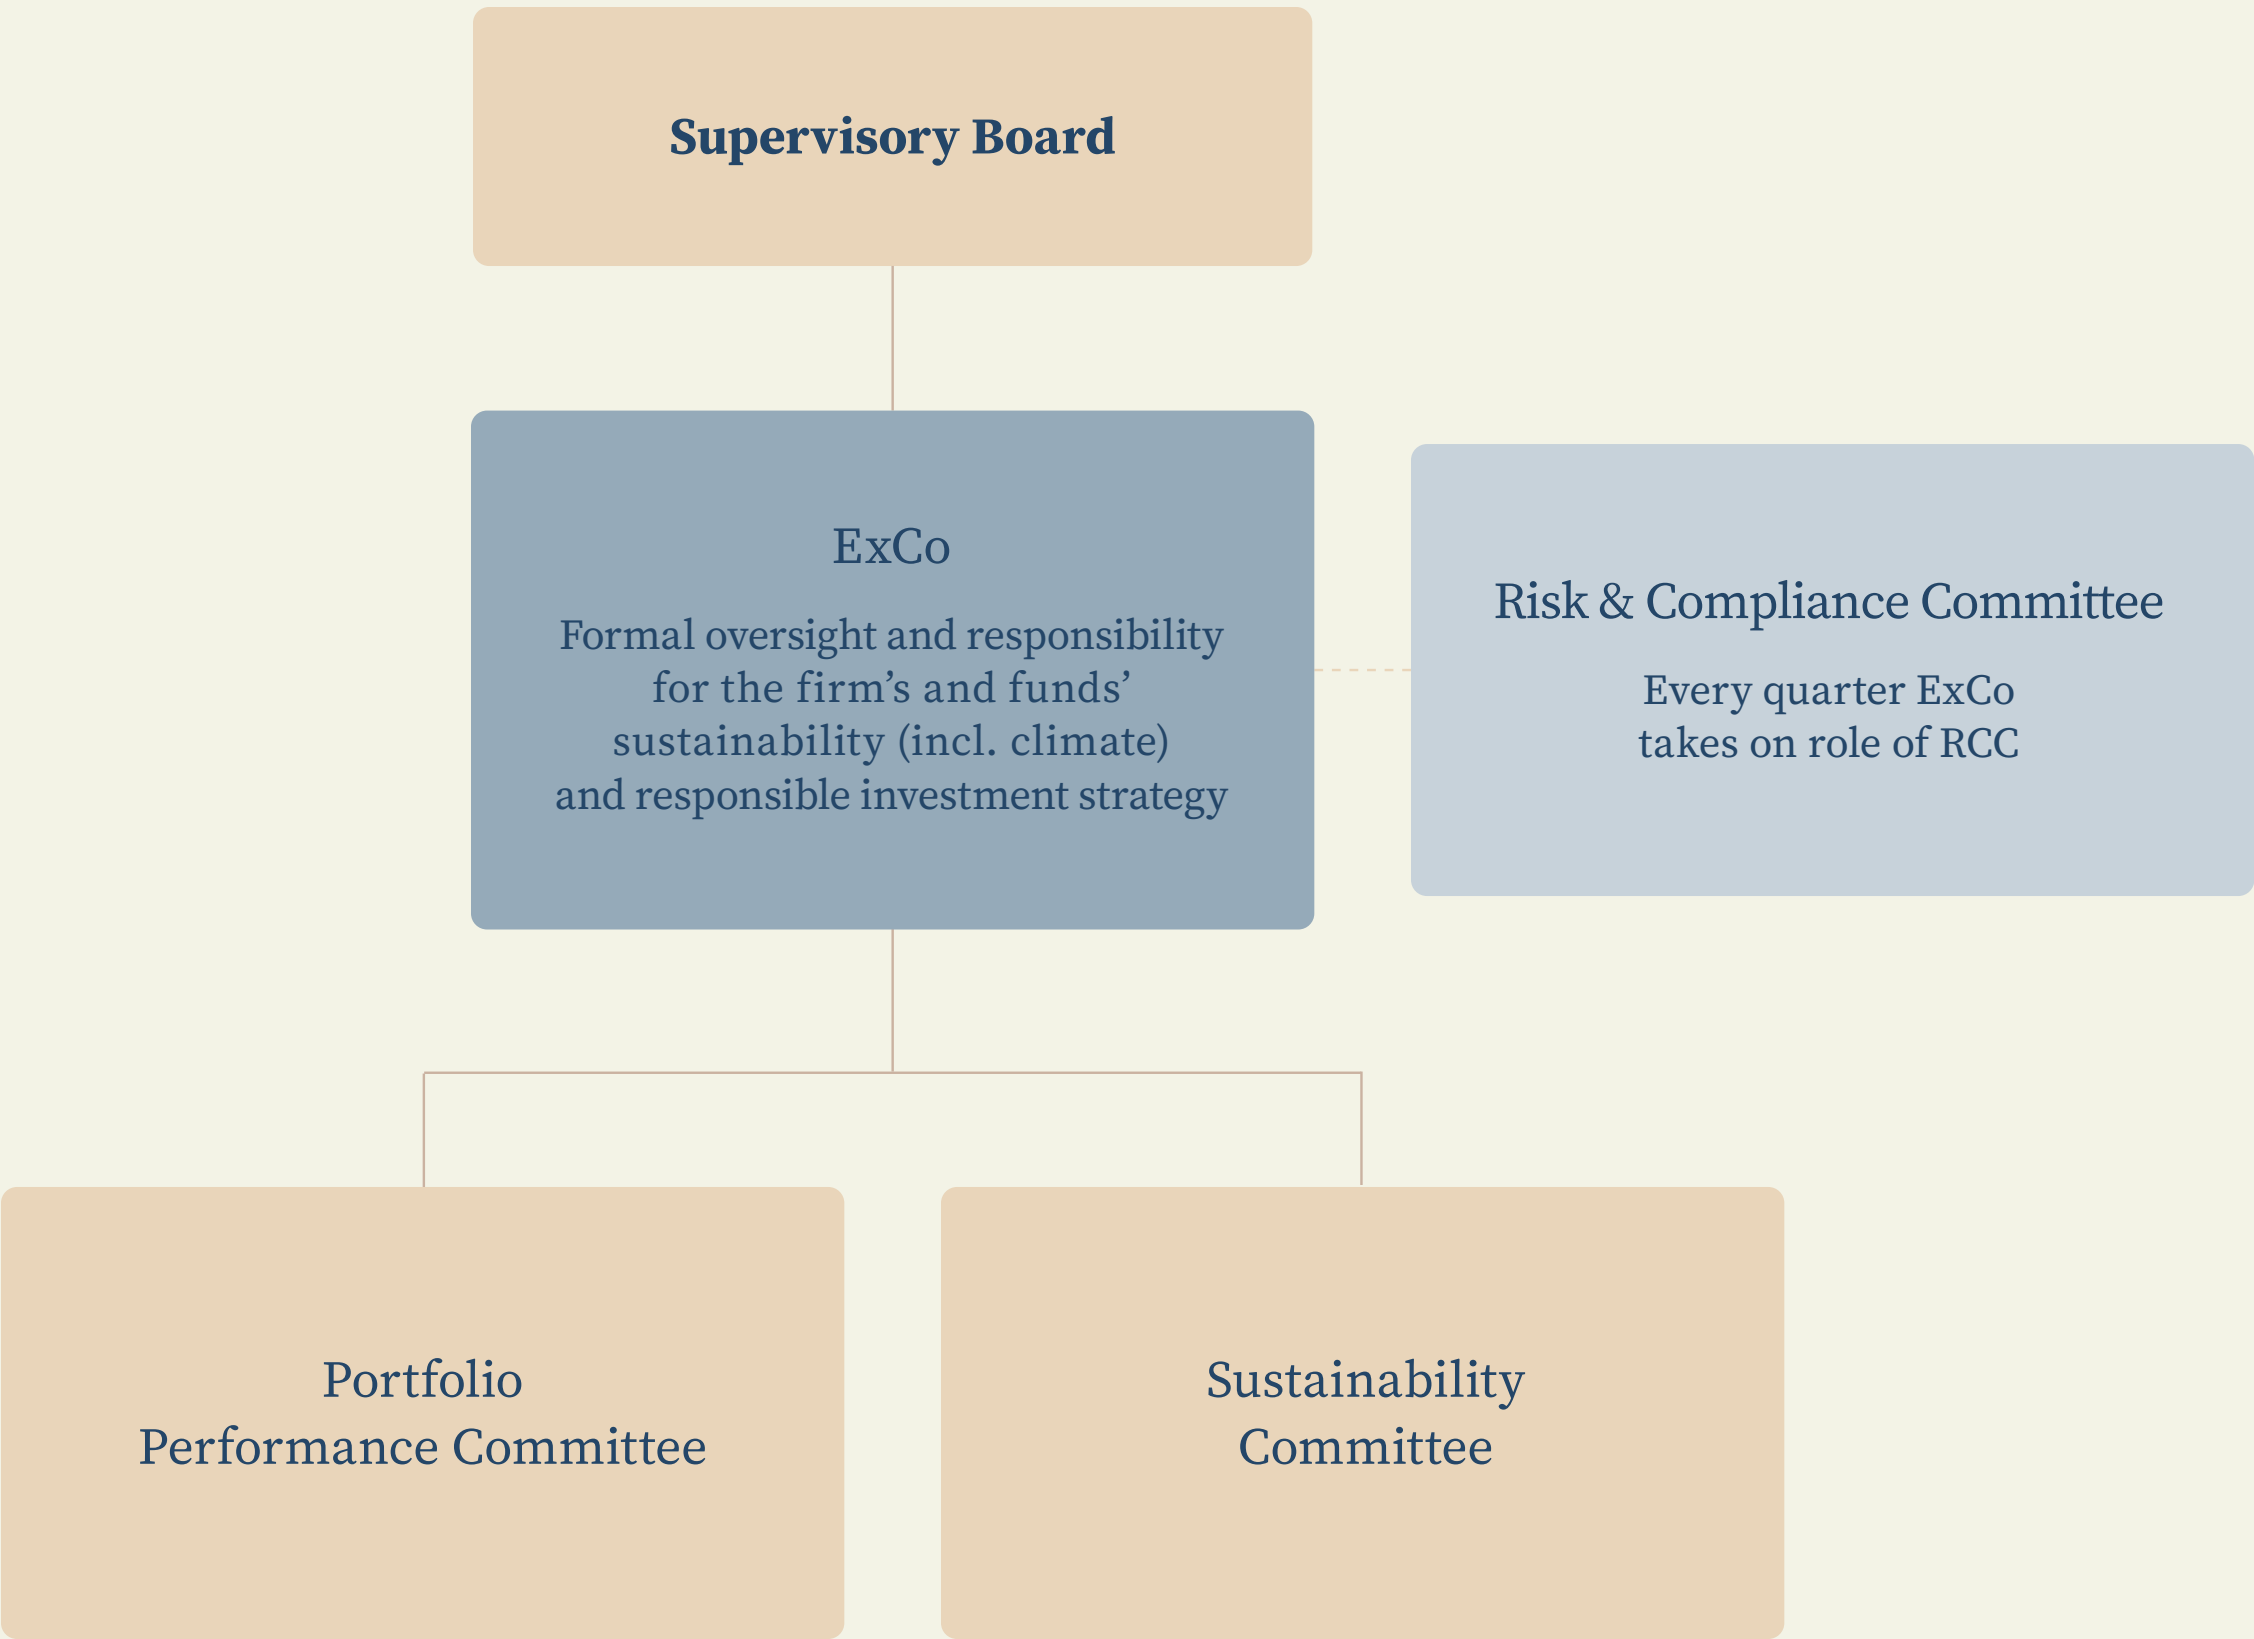 Supervisory Board
ExCo
Formal oversight and responsibility
for the firm’s and funds’
sustainability (incl. climate)
and responsible investment strategy
Risk & Compliance Committee
Every quarter ExCo
takes on role of RCC
Portfolio
Performance Committee
Sustainability
Committee